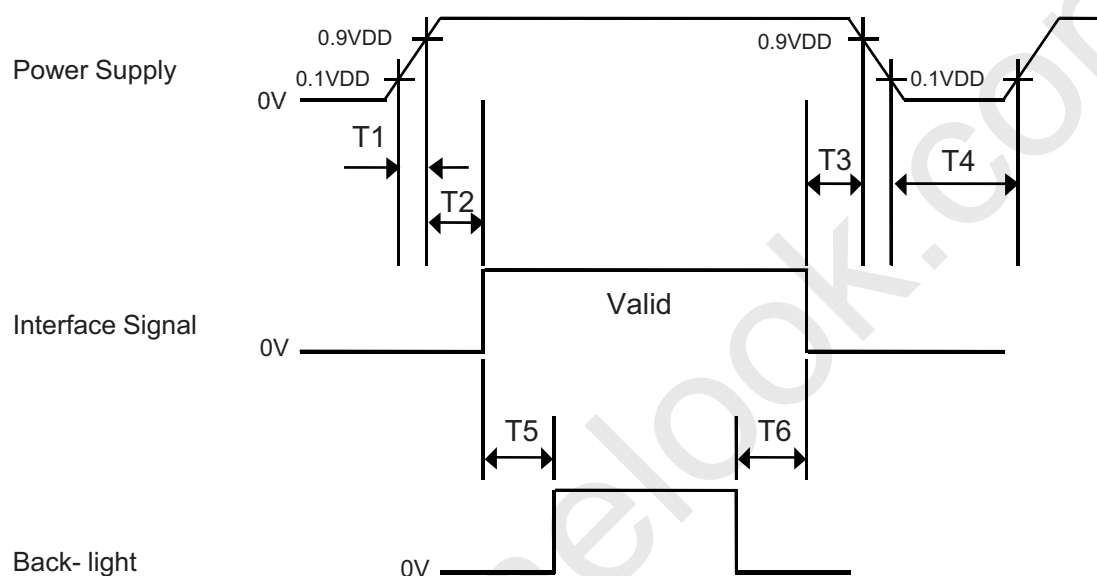 0.9VDD
0.9VDD
Power Supply
0.1VDD
0.1VDD
0V
T1
T3
T4
T2
Valid
Interface Signal
0V
T5
T6
Back- light
0V